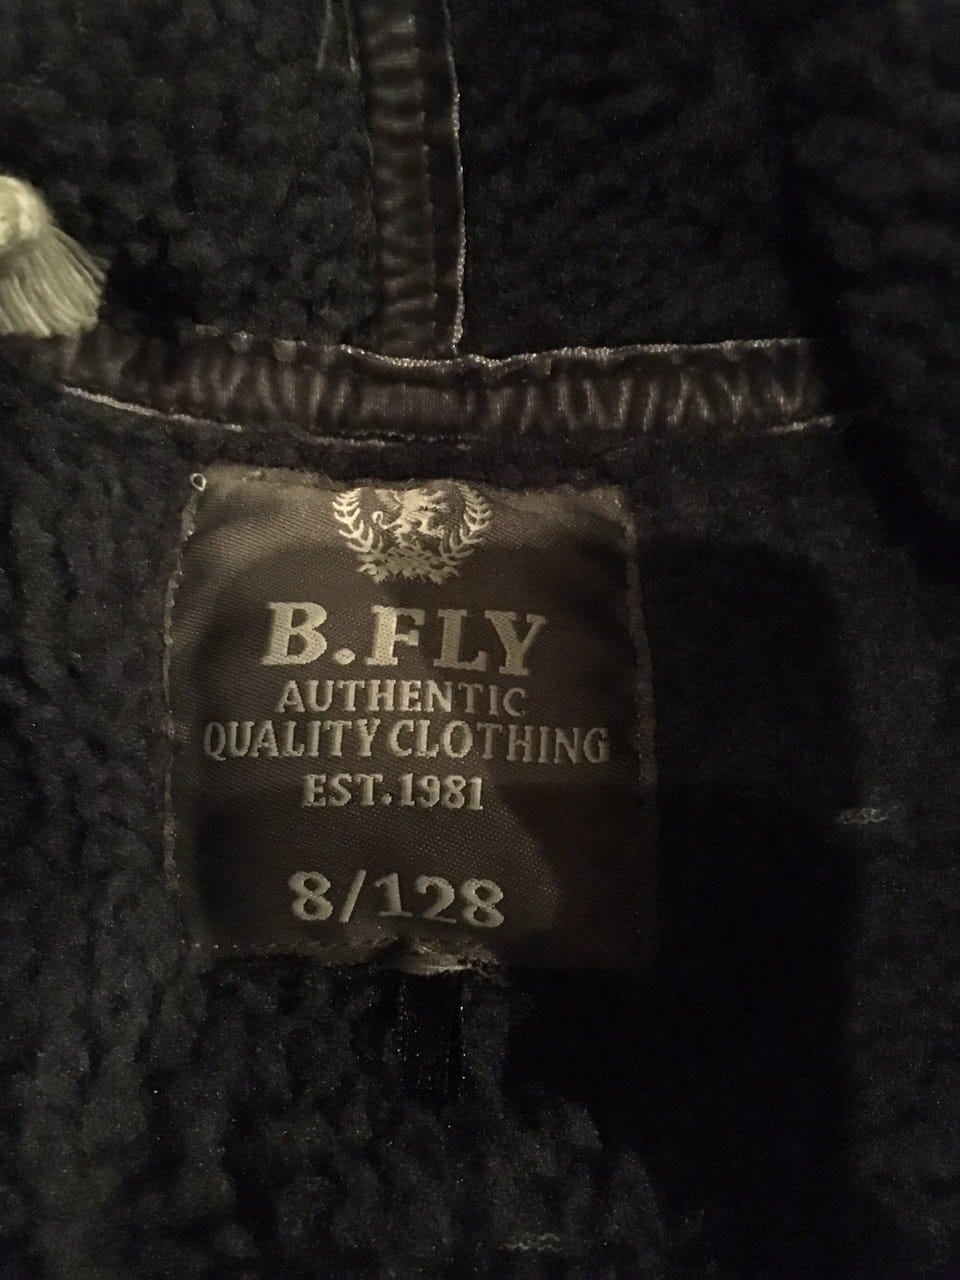 B.FLY
AUTHENTIC
QUALITY CLOTHING
EST.1981
8/128